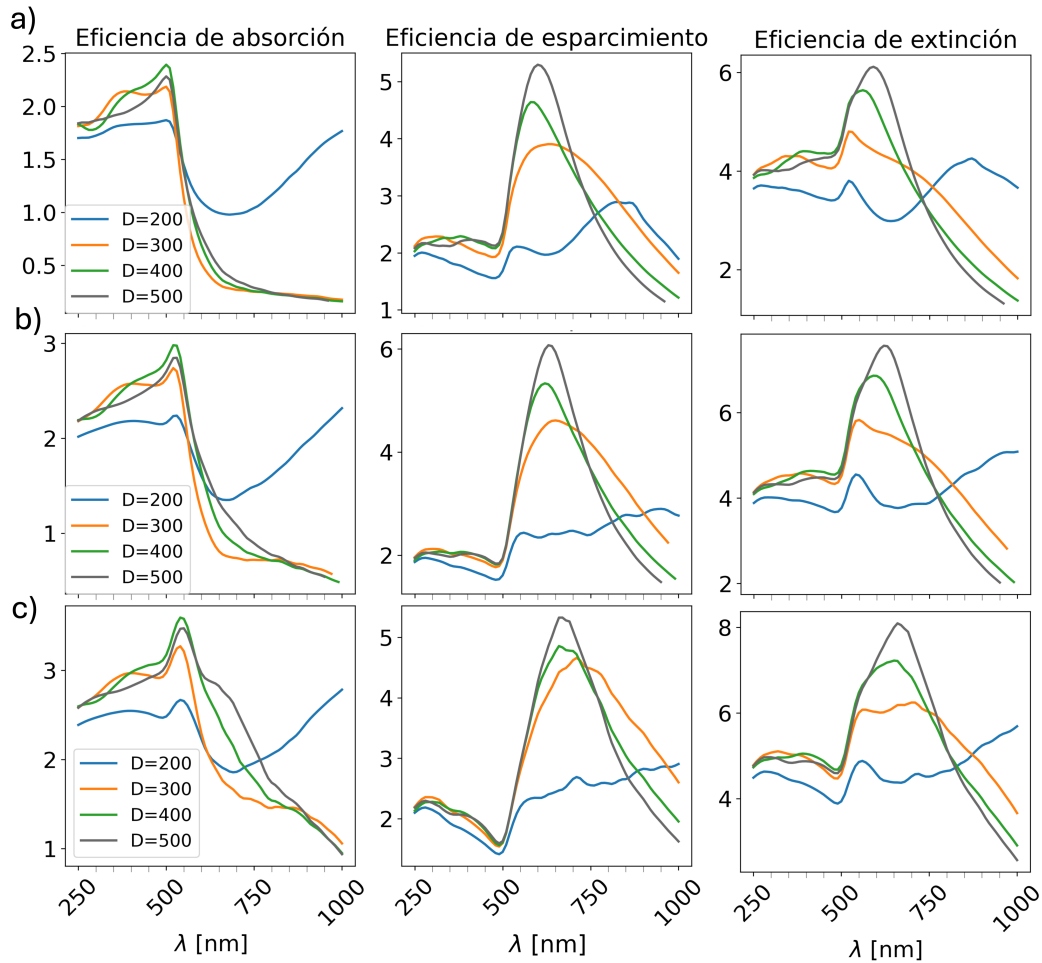 a)
Eficiencia de absorción
Eficiencia de esparcimiento
Eficiencia de extinción
2.5
2.0
1.5
1.0
0.5
D=200
D=300
D=400
D=500
5
4
3
2
1
6
4
2
b)
3
2
1
D=200
D=300
D=400
D=500
6
4
2
6
4
2
c)
3
2
1
D=200
D=300
D=400
D=500
5
4
3
2
8
6
4
250
500
750
1000
250
500
750
1000
250
500
750
1000
λ [nm]
λ [nm]